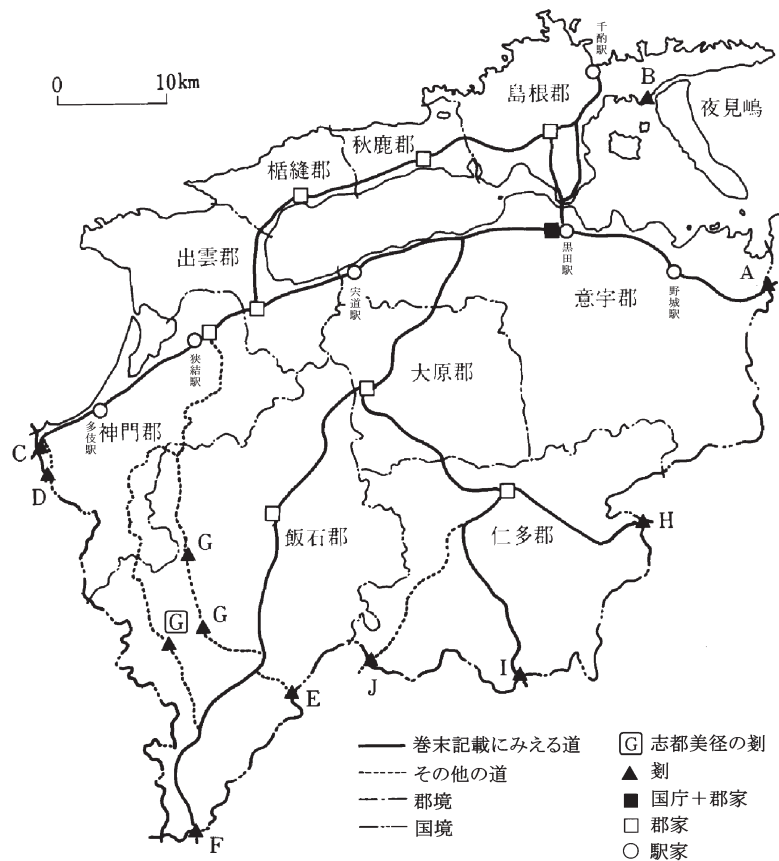 0 10km
千酌駅
島根郡
B
夜見嶋
秋鹿郡
楯縫郡
出雲郡
黒田駅
A
宍道駅
意宇郡
野城駅
狭結駅
大原郡
多伎駅
神門郡
C
D
飯石郡
仁多郡
H
G
G
G
E
J
I
F
巻末記載にみえる道
その他の道
郡境
国境
G 志都美径の剗
剗
国庁+郡家
郡家
駅家